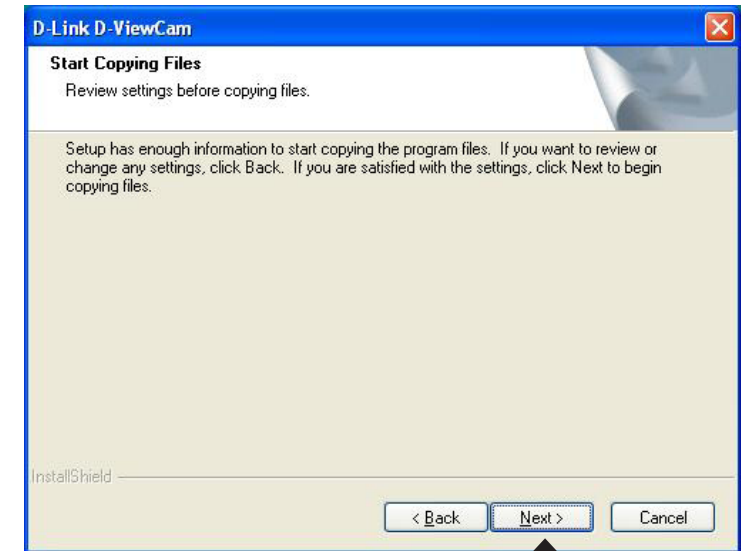 D-Link D-ViewCam
Start Copying Files
Review settings before copying files.
Setup has enough information to start copying the program files. If you want to review or
change any settings, click Back. If you are satisfied with the settings, click Next to begin
copying files.
InstallShield
< Back Next > Cancel